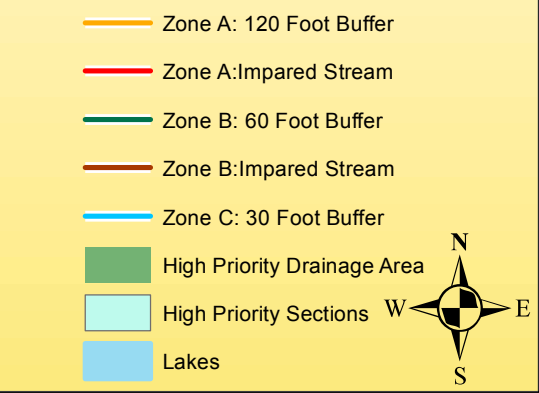 Zone A: 120 Foot Buffer
Zone A:Impared Stream
Zone B: 60 Foot Buffer
Zone B:Impared Stream
Zone C: 30 Foot Buffer
High Priority Drainage Area
High Priority Sections
Lakes
N
W E
S